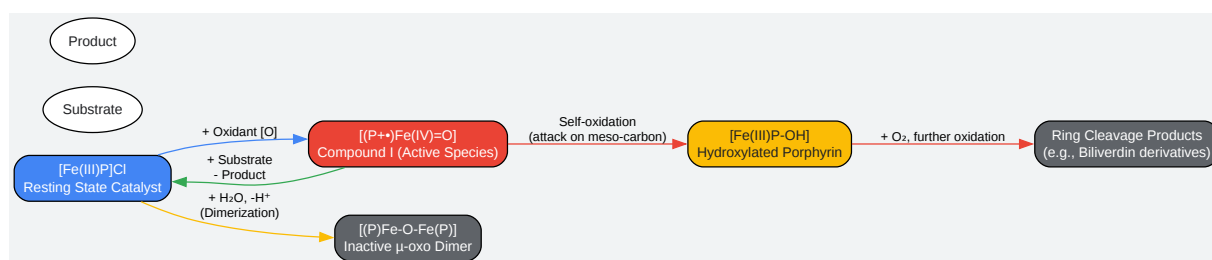 Product
Substrate
[Fe(III)P]Cl
Resting State Catalyst
+ Oxidant [O]
+ Substrate
- Product
+ H₂O, -H⁺
(Dimerization)
[(P+•)Fe(IV)=O]
Compound I (Active Species)
[(P)Fe-O-Fe(P)]
Inactive µ-oxo Dimer
Self-oxidation
(attack on meso-carbon)
[Fe(III)P-OH]
Hydroxylated Porphyrin
+ O₂, further oxidation
Ring Cleavage Products
(e.g., Biliverdin derivatives)